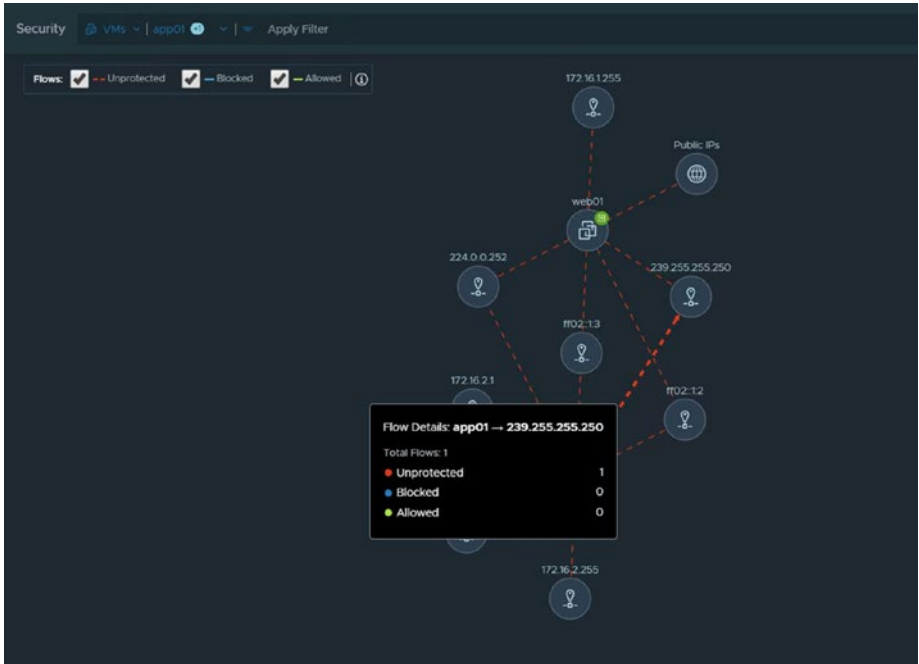 Security VMs app01 +1 Apply Filter
Flows: Unprotected Blocked Allowed
172.16.1.255
Public IPs
web01
224.0.0.252
239.255.255.250
ff02::1:3
172.16.2.1
ff02::1:2
Flow Details: app01 → 239.255.255.250
Total Flows: 1
Unprotected 1
Blocked 0
Allowed 0
172.16.2.255